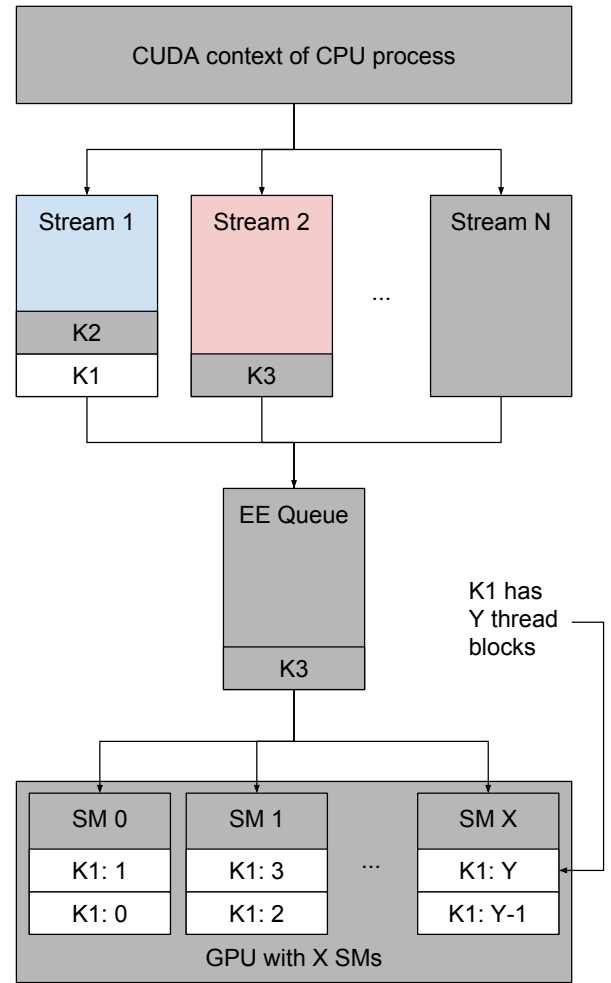 CUDA context of CPU process
Stream 1
Stream 2
Stream N
...
K2
K1
K3
EE Queue
K3
K1 has
Y thread
blocks
SM 0
SM 1
SM X
K1: 1
K1: 3
...
K1: Y
K1: 0
K1: 2
K1: Y-1
GPU with X SMs